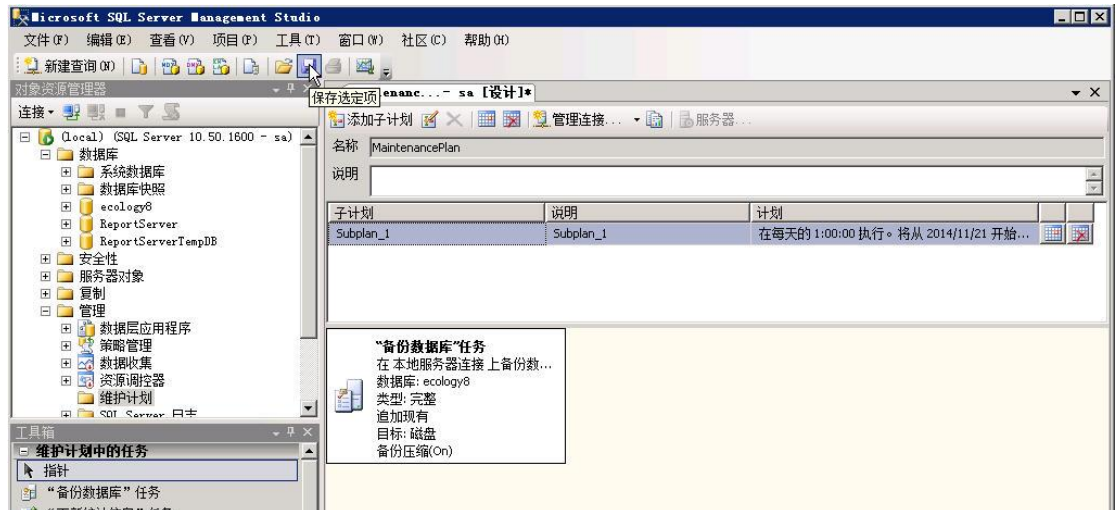 Microsoft SQL Server Management Studio
文件(F) 编辑(E) 查看(V) 项目(P) 工具(T) 窗口(W) 社区(C) 帮助(H)
新建查询(N)
对象资源管理器
保存选定项
enanc...- sa [设计]*
连接
添加子计划 管理连接... 服务器...
(local) (SQL Server 10.50.1600 - sa)
数据库
系统数据库
数据库快照
ecology8
ReportServer
ReportServerTempDB
安全性
服务器对象
复制
管理
数据层应用程序
策略管理
数据收集
资源调控器
维护计划
SQL Server 日志
名称 MaintenancePlan
说明
子计划 说明 计划
Subplan_1 Subplan_1 在每天的 1:00:00 执行。将从 2014/11/21 开始...
“备份数据库”任务
在 本地服务器连接 上备份数...
数据库: ecology8
类型: 完整
追加现有
目标: 磁盘
备份压缩(On)
工具箱
维护计划中的任务
指针
“备份数据库”任务